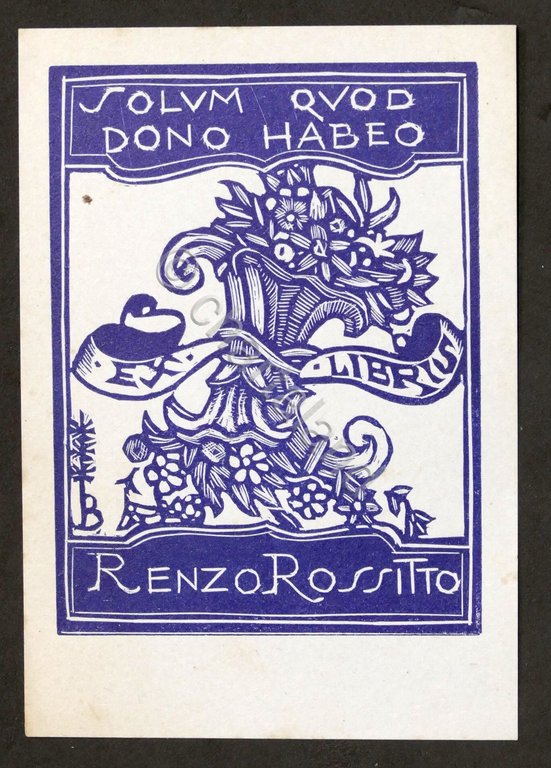 SOLVM QVOD
DONO HABEO
EX LIBRIS
B
RENZO ROSSITTO